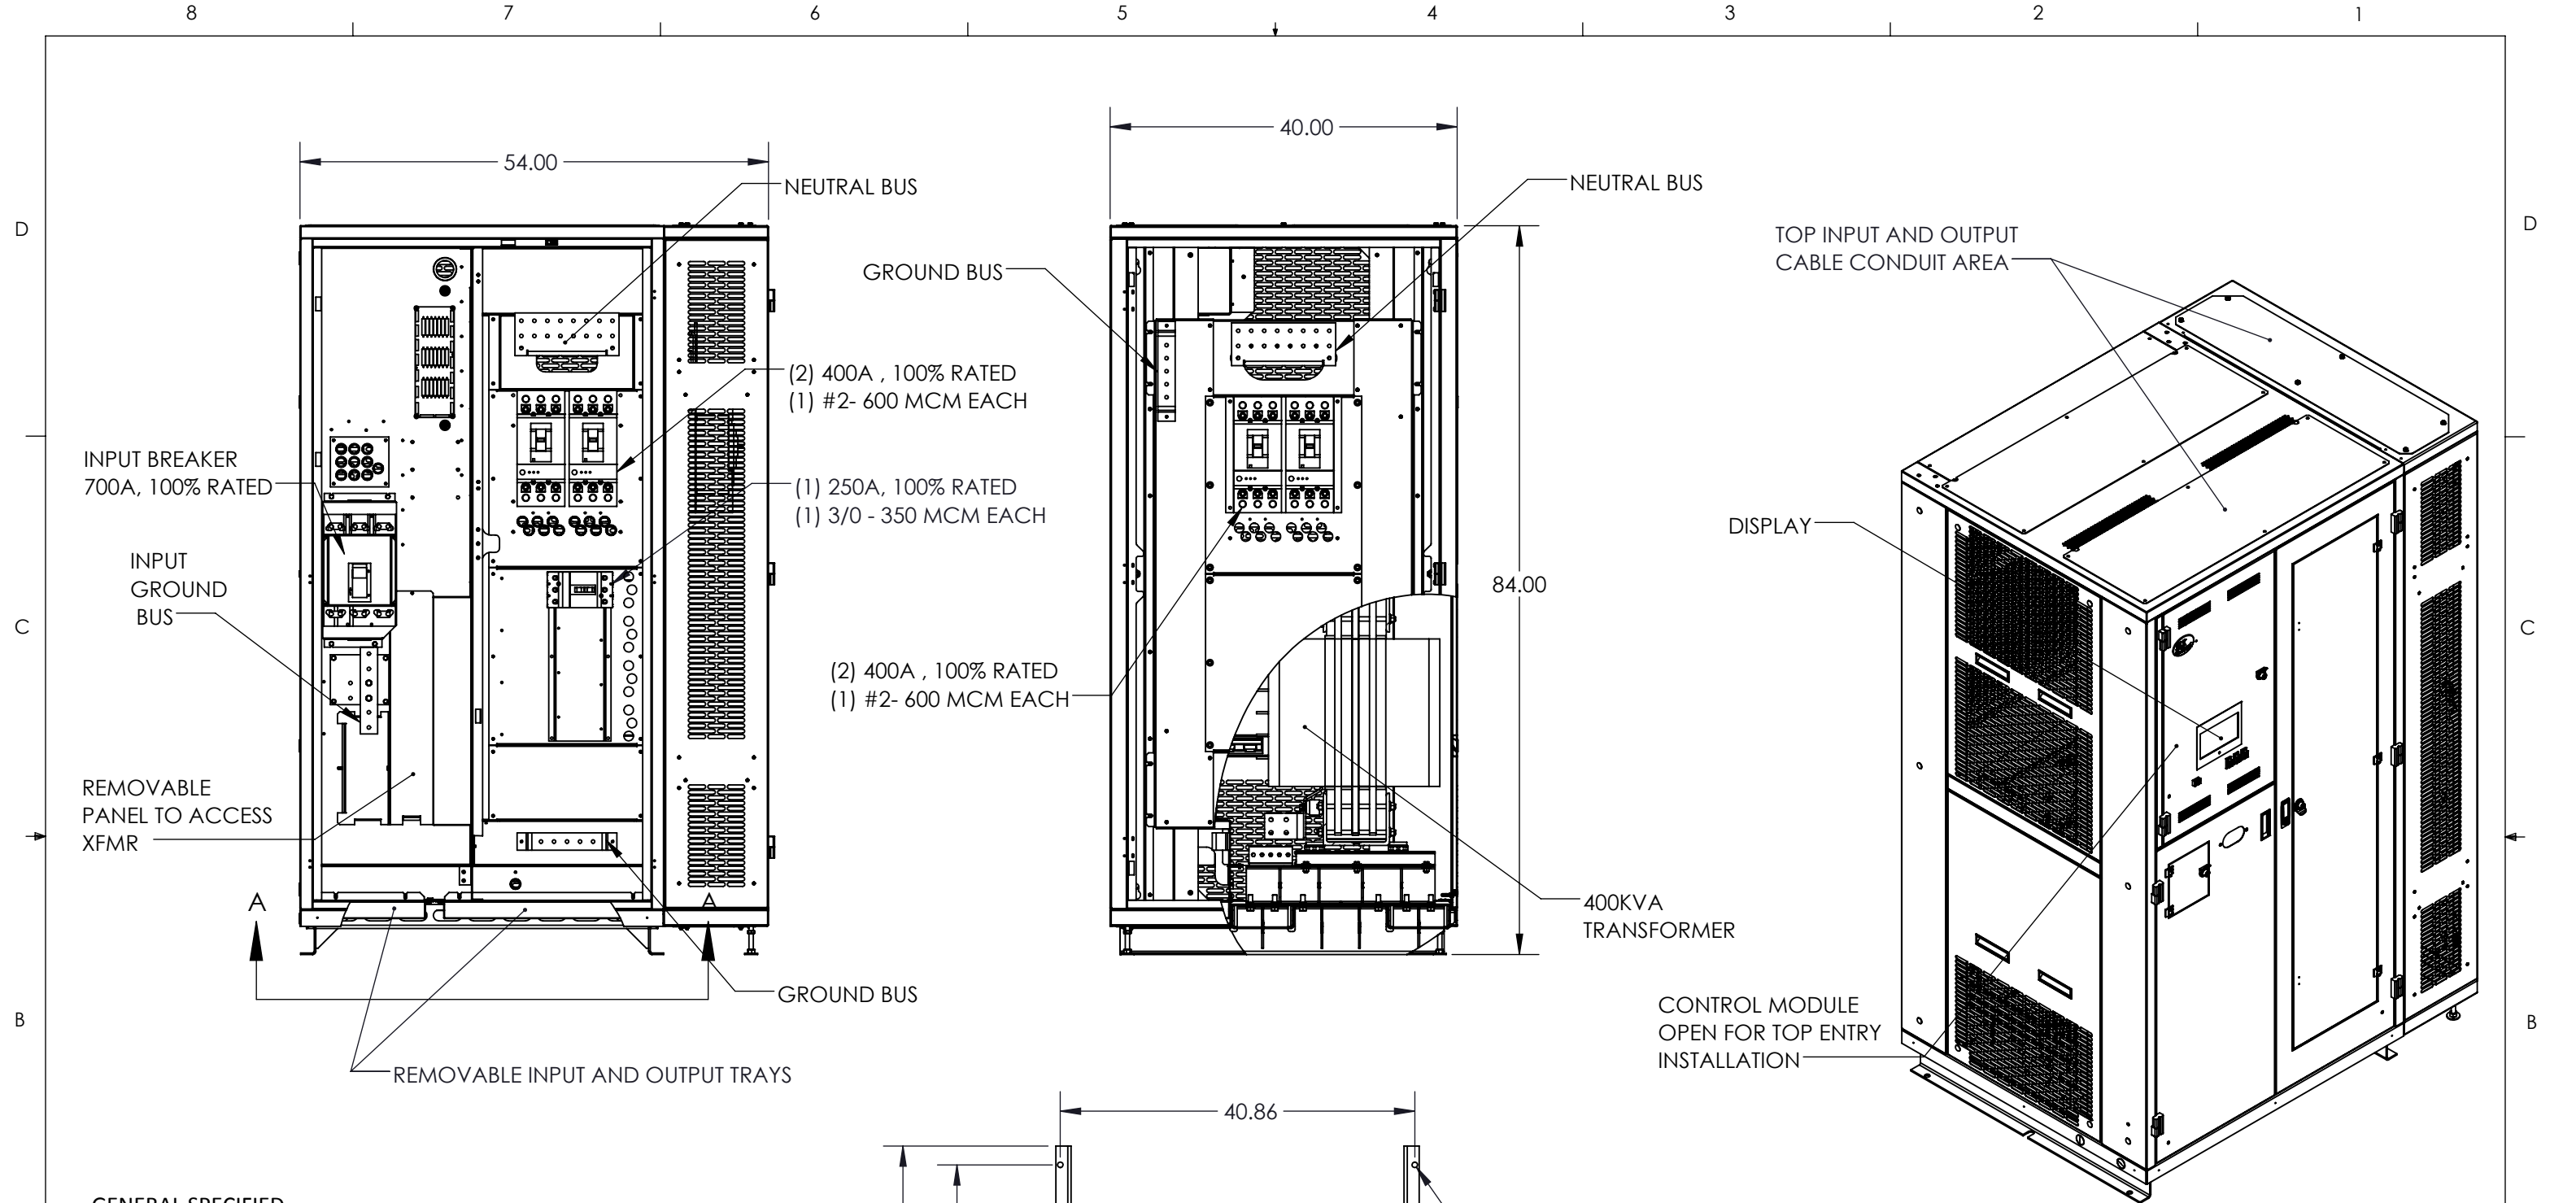 8 7 6 5 4 3 2 1
54.00
40.00
NEUTRAL BUS
NEUTRAL BUS
D
D
TOP INPUT AND OUTPUT
CABLE CONDUIT AREA
GROUND BUS
(2) 400A , 100% RATED
(1) #2- 600 MCM EACH
INPUT BREAKER
700A, 100% RATED
(1) 250A, 100% RATED
(1) 3/0 - 350 MCM EACH
DISPLAY
INPUT
GROUND
BUS
84.00
C
C
(2) 400A , 100% RATED
(1) #2- 600 MCM EACH
REMOVABLE
PANEL TO ACCESS
XFMR
A
A
400KVA
TRANSFORMER
GROUND BUS
B
B
CONTROL MODULE
OPEN FOR TOP ENTRY
INSTALLATION
REMOVABLE INPUT AND OUTPUT TRAYS
40.86
GENERAL SPECIFIED